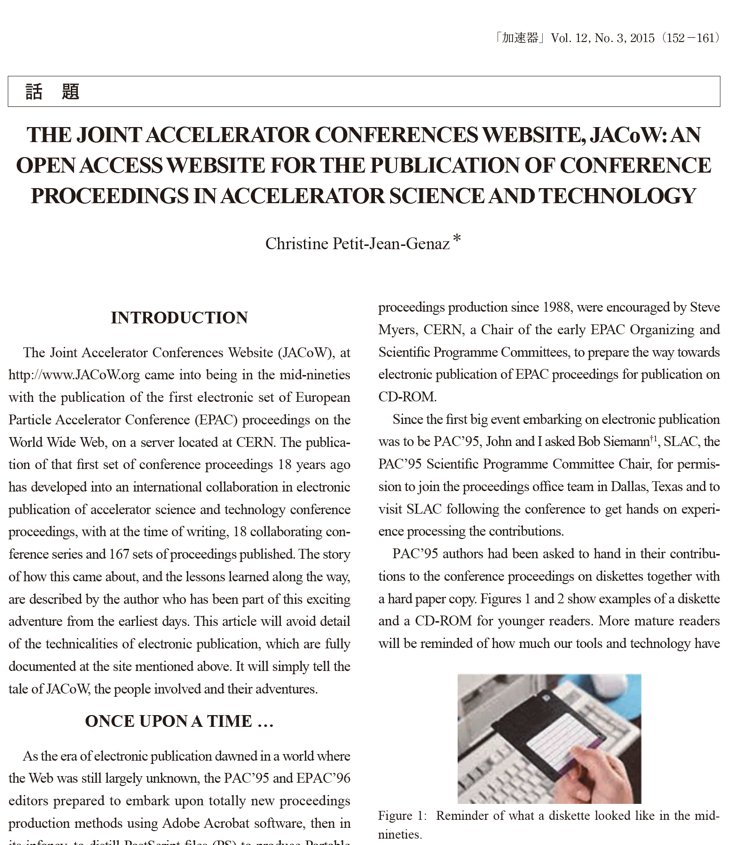 「加速器」Vol. 12, No. 3, 2015（152－161）
話 題
THE JOINT ACCELERATOR CONFERENCES WEBSITE, JACoW: AN
OPEN ACCESS WEBSITE FOR THE PUBLICATION OF CONFERENCE
PROCEEDINGS IN ACCELERATOR SCIENCE AND TECHNOLOGY
Christine Petit-Jean-Genaz*
INTRODUCTION
The Joint Accelerator Conferences Website (JACoW), at
http://www.JACoW.org came into being in the mid-nineties
with the publication of the first electronic set of European
Particle Accelerator Conference (EPAC) proceedings on the
World Wide Web, on a server located at CERN. The publica-
tion of that first set of conference proceedings 18 years ago
has developed into an international collaboration in electronic
publication of accelerator science and technology conference
proceedings, with at the time of writing, 18 collaborating con-
ference series and 167 sets of proceedings published. The story
of how this came about, and the lessons learned along the way,
are described by the author who has been part of this exciting
adventure from the earliest days. This article will avoid detail
of the technicalities of electronic publication, which are fully
documented at the site mentioned above. It will simply tell the
tale of JACoW, the people involved and their adventures.
ONCE UPON A TIME …
As the era of electronic publication dawned in a world where
the Web was still largely unknown, the PAC'95 and EPAC'96
editors prepared to embark upon totally new proceedings
production methods using Adobe Acrobat software, then in
its infancy, to distill PostScript files (PS) to produce Portable
proceedings production since 1988, were encouraged by Steve
Myers, CERN, a Chair of the early EPAC Organizing and
Scientific Programme Committees, to prepare the way towards
electronic publication of EPAC proceedings for publication on
CD-ROM.
Since the first big event embarking on electronic publication
was to be PAC'95, John and I asked Bob Siemann†1, SLAC, the
PAC'95 Scientific Programme Committee Chair, for permis-
sion to join the proceedings office team in Dallas, Texas and to
visit SLAC following the conference to get hands on experi-
ence processing the contributions.
PAC'95 authors had been asked to hand in their contribu-
tions to the conference proceedings on diskettes together with
a hard paper copy. Figures 1 and 2 show examples of a diskette
and a CD-ROM for younger readers. More mature readers
will be reminded of how much our tools and technology have
Figure 1: Reminder of what a diskette looked like in the mid-
nineties.